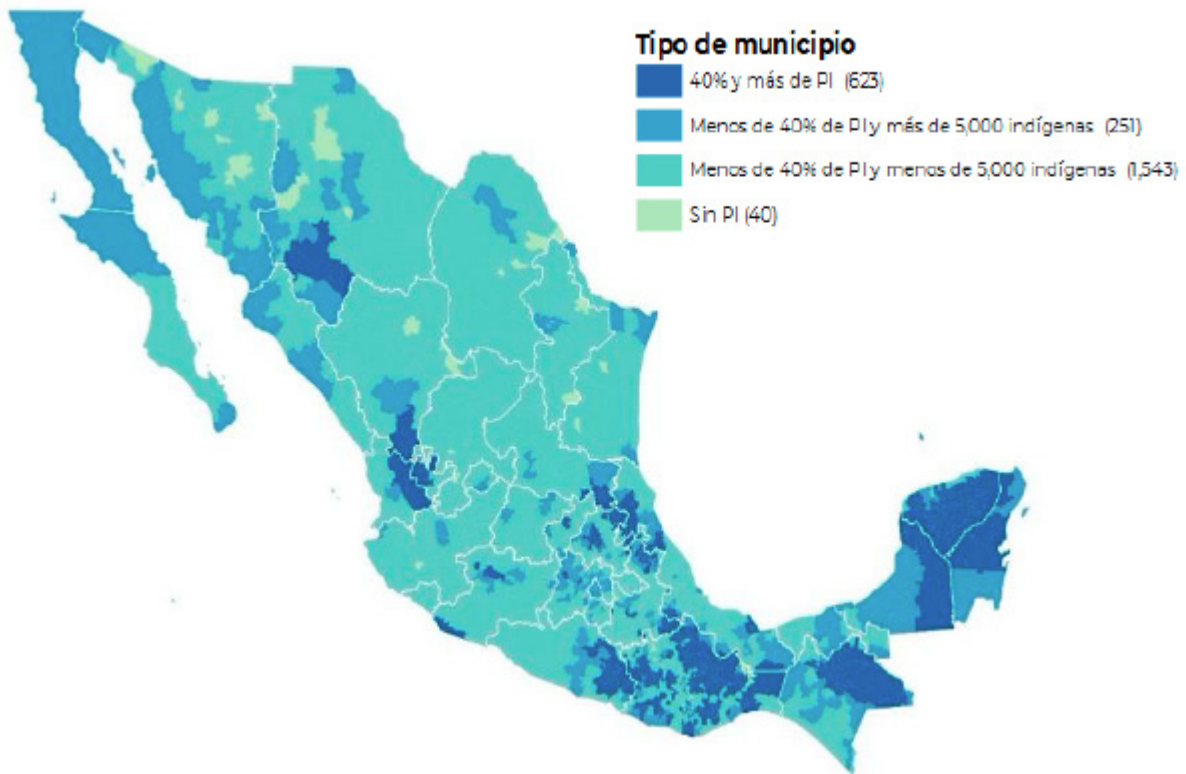 Tipo de municipio
40% y más de PI (623)
Menos de 40% de PI y más de 5,000 indígenas (251)
Menos de 40% de PI y menos de 5,000 indígenas (1,543)
Sin PI (40)